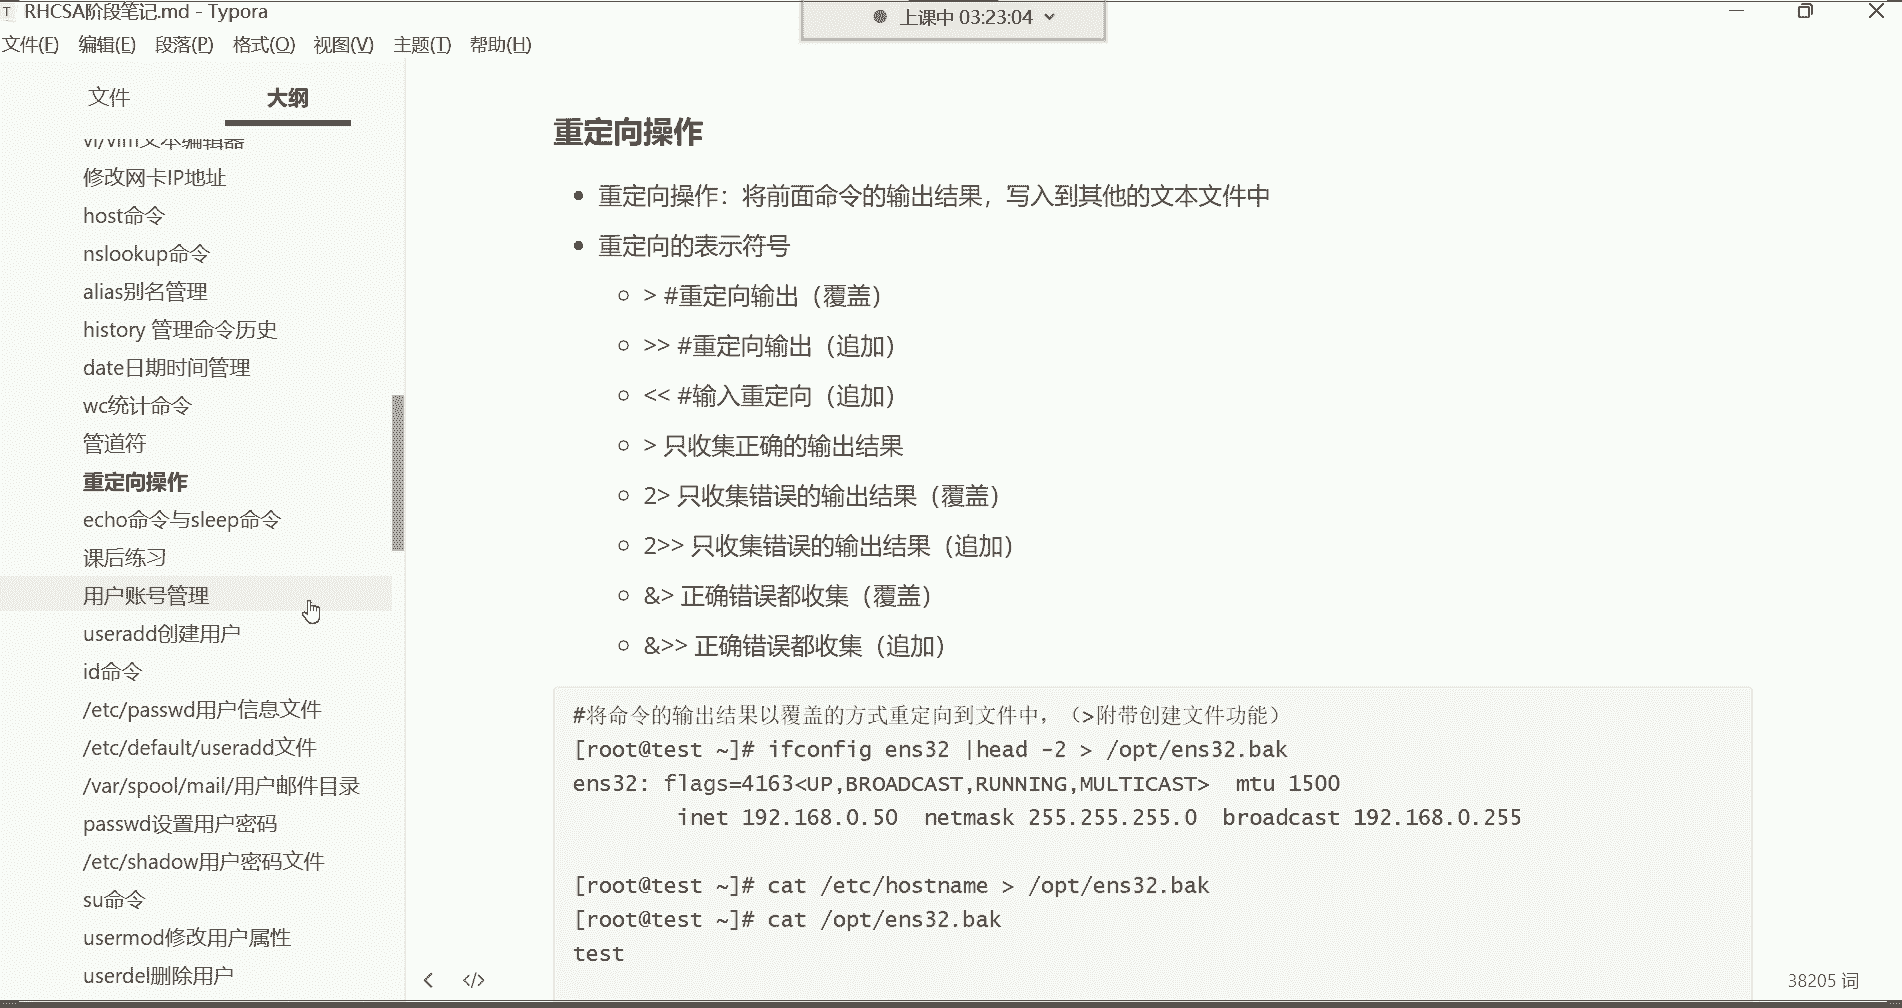 T RHCSA阶段笔记.md - Typora
上课中 03:23:04
文件(F) 编辑(E) 段落(P) 格式(O) 视图(V) 主题(T) 帮助(H)
文件 大纲
vi/vim文本编辑器
修改网卡IP地址
host命令
nslookup命令
alias别名管理
history 管理命令历史
date日期时间管理
wc统计命令
管道符
重定向操作
echo命令与sleep命令
课后练习
用户账号管理
useradd创建用户
id命令
/etc/passwd用户信息文件
/etc/default/useradd文件
/var/spool/mail/用户邮件目录
passwd设置用户密码
/etc/shadow用户密码文件
su命令
usermod修改用户属性
userdel删除用户
重定向操作
重定向操作：将前面命令的输出结果，写入到其他的文本文件中
重定向的表示符号
> #重定向输出（覆盖）
>> #重定向输出（追加）
<< #输入重定向（追加）
> 只收集正确的输出结果
2> 只收集错误的输出结果（覆盖）
2>> 只收集错误的输出结果（追加）
&> 正确错误都收集（覆盖）
&>> 正确错误都收集（追加）
#将命令的输出结果以覆盖的方式重定向到文件中，（>附带创建文件功能）
[root@test ~]# ifconfig ens32 |head -2 > /opt/ens32.bak
ens32: flags=4163<UP,BROADCAST,RUNNING,MULTICAST>  mtu 1500
inet 192.168.0.50  netmask 255.255.255.0  broadcast 192.168.0.255
[root@test ~]# cat /etc/hostname > /opt/ens32.bak
[root@test ~]# cat /opt/ens32.bak
test
</> 38205 词